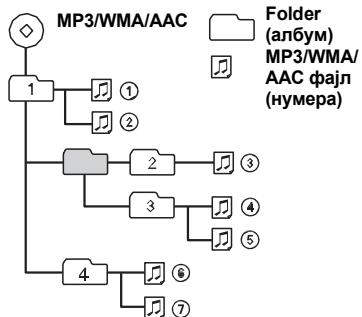 MP3/WMA/AAC
Folder
(албум)
MP3/WMA/
AAC фајл
(нумера)
1
①
②
2
③
3
④
⑤
4
⑥
⑦